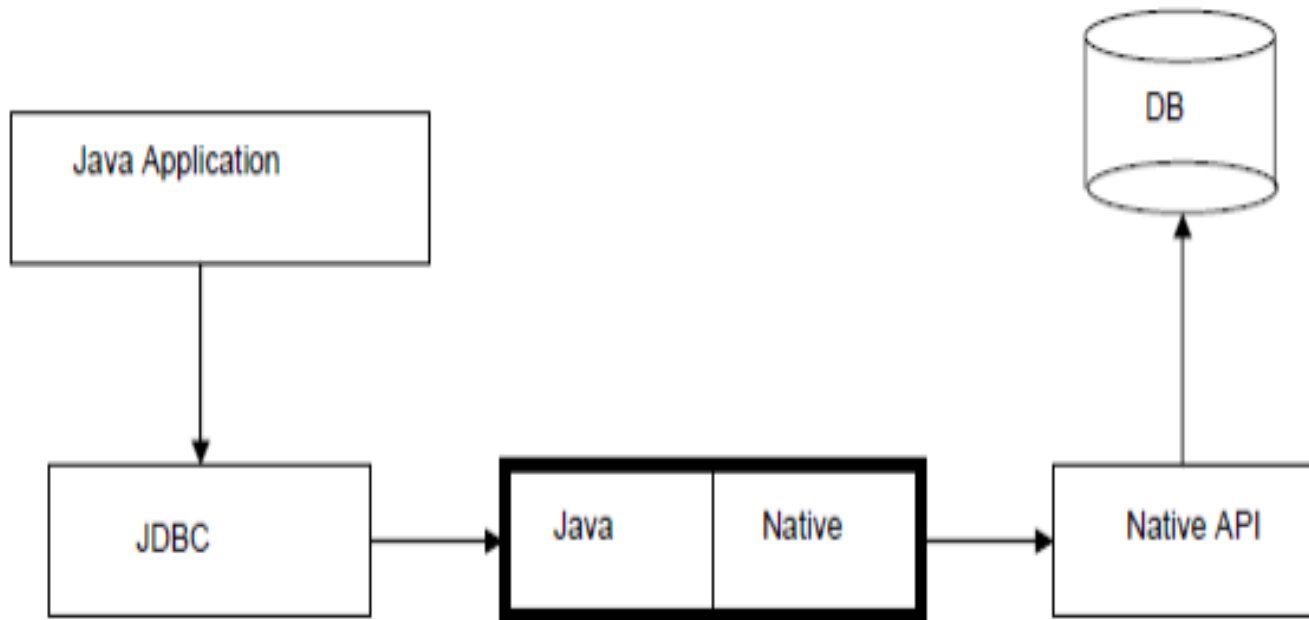 Java Application
DB
JDBC
Java
Native
Native API